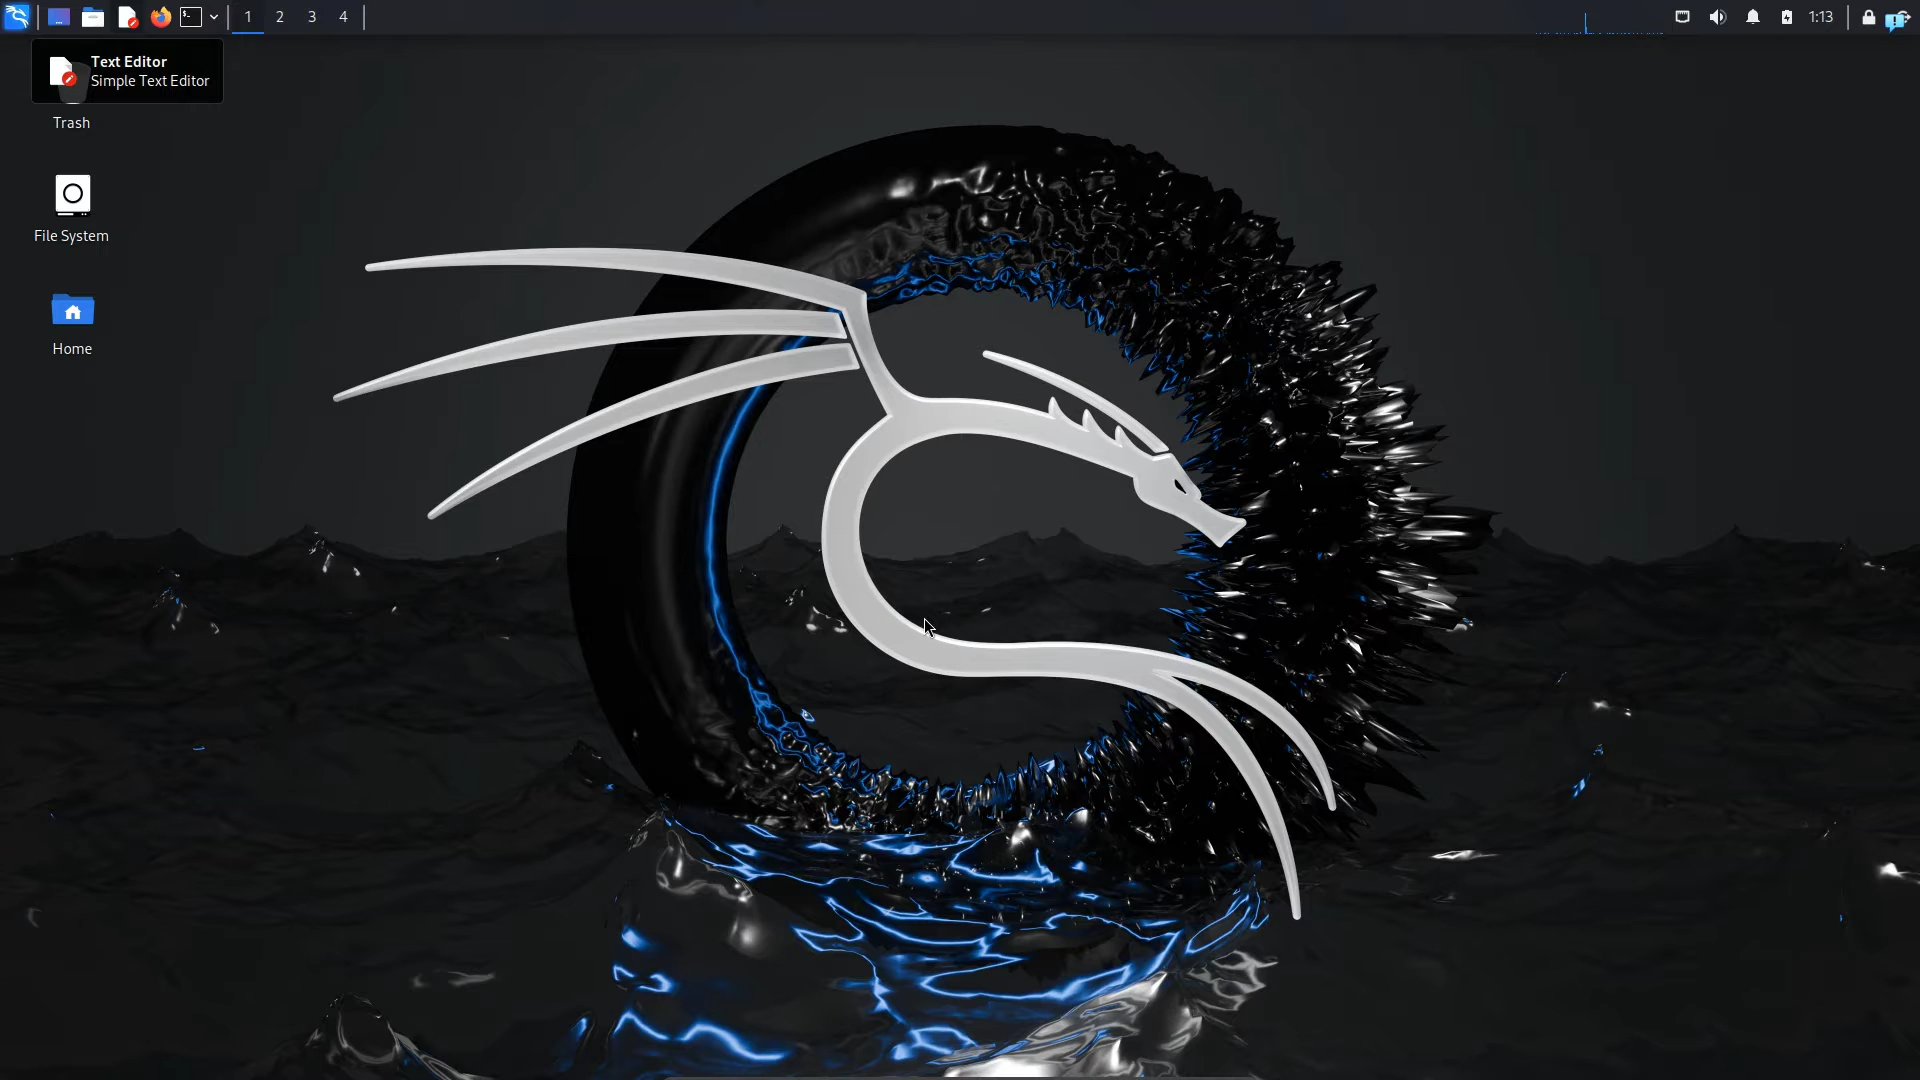 1 2 3 4
1:13
Text Editor
Simple Text Editor
Trash
File System
Home